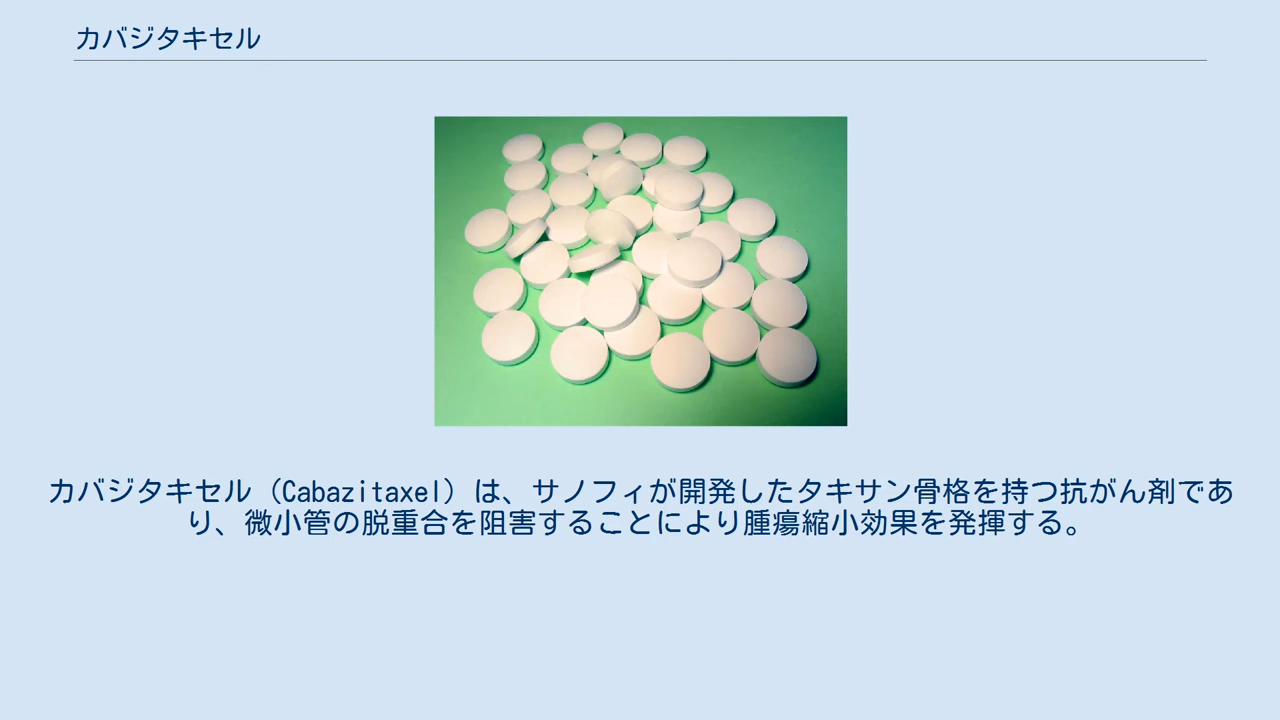 カバジタキセル
カバジタキセル（Cabazitaxel）は、サノフィが開発したタキサン骨格を持つ抗がん剤であ
り、微小管の脱重合を阻害することにより腫瘍縮小効果を発揮する。